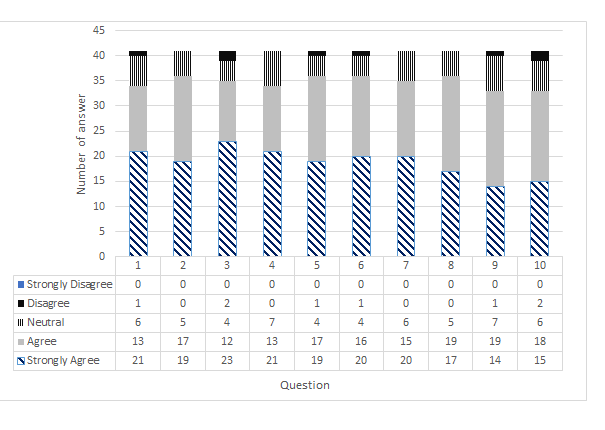 45
40
35
30
25
20
15
10
5
0
Number of answer
1 2 3 4 5 6 7 8 9 10
Strongly Disagree 0 0 0 0 0 0 0 0 0 0
Disagree 1 0 2 0 1 1 0 0 1 2
Neutral 6 5 4 7 4 4 6 5 7 6
Agree 13 17 12 13 17 16 15 19 19 18
Strongly Agree 21 19 23 21 19 20 20 17 14 15
Question